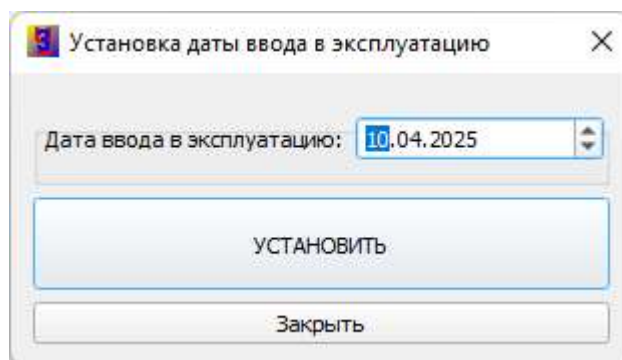 З Установка даты ввода в эксплуатацию
Дата ввода в эксплуатацию: 10.04.2025
УСТАНОВИТЬ
Закрыть